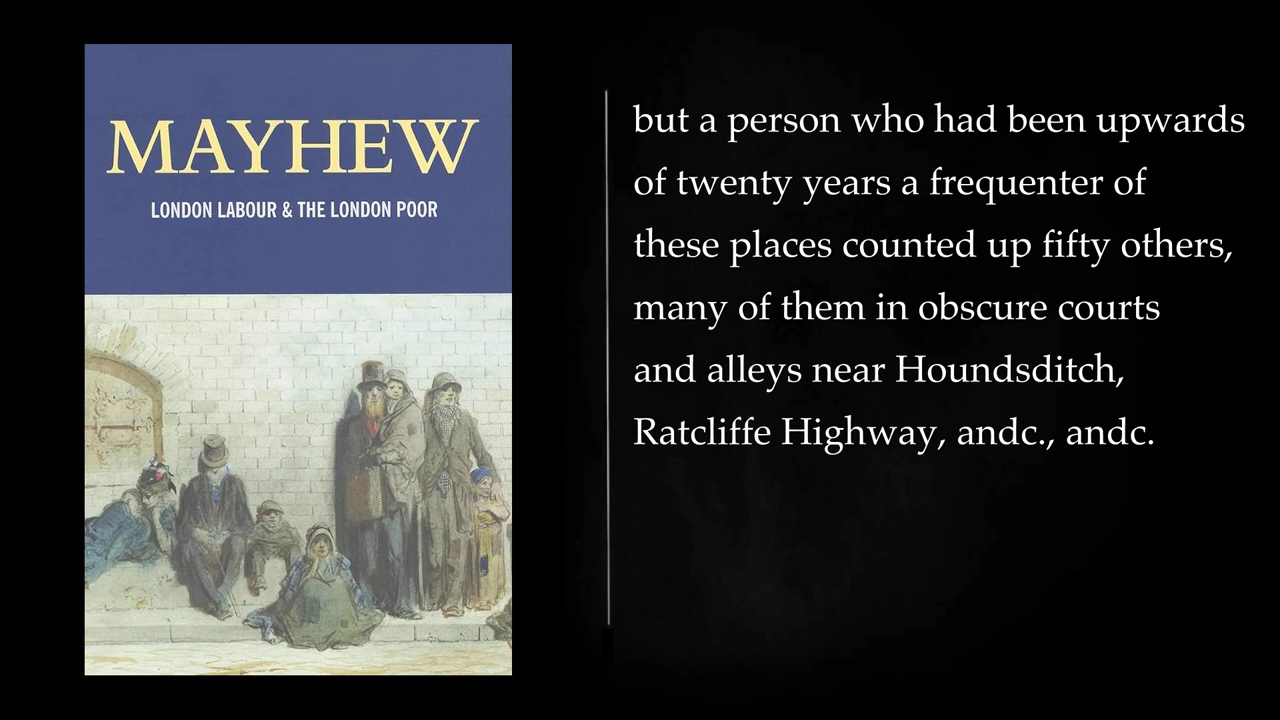 MAYHEW
LONDON LABOUR & THE LONDON POOR
but a person who had been upwards
of twenty years a frequenter of
these places counted up fifty others,
many of them in obscure courts
and alleys near Houndsditch,
Ratcliffe Highway, andc., andc.